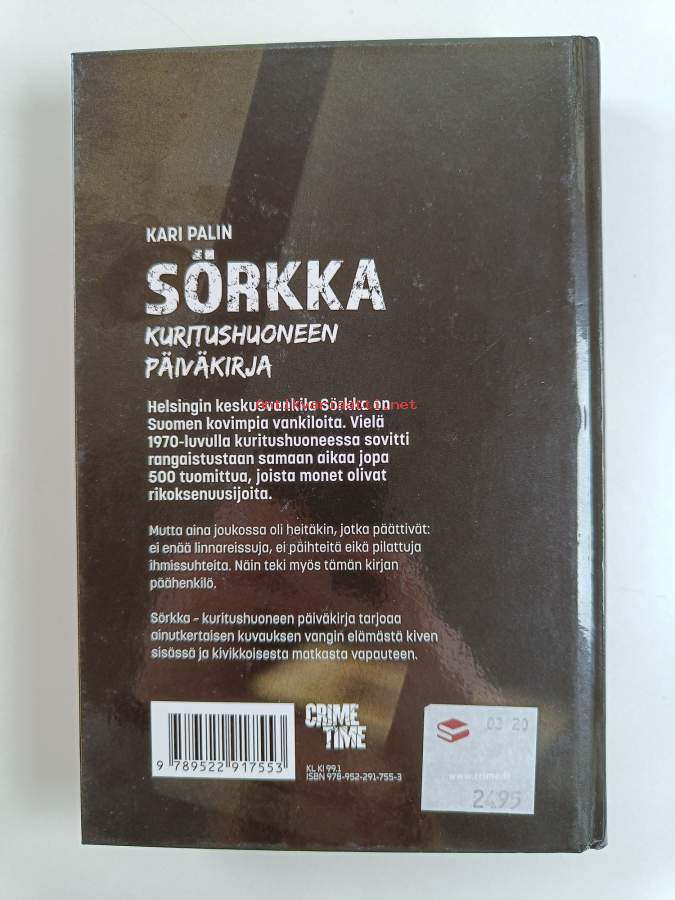 KARI PALIN
SÖRKKA
KURITUSHUONEEN
PÄIVÄKIRJA
Helsingin keskusvankila Sörkka on
Suomen kovimpia vankiloita. Vielä
1970-luvulla kuritushuoneessa sovitti
rangaistustaan samaan aikaa jopa
500 tuomittua, joista monet olivat
rikoksenuusijoita.
Mutta aina joukossa oli heitäkin, jotka päättivät:
ei enää linnareissuja, ei päihteitä eikä pilattuja
ihmissuhteita. Näin teki myös tämän kirjan
päähenkilö.
Sörkka – kuritushuoneen päiväkirja tarjoaa
ainutkertaisen kuvauksen vangin elämästä kiven
sisässä ja kivikkoisesta matkasta vapauteen.
CRIME
TIME
KL KI 99.1
ISBN 978-952-291-755-3
9 789522 917553
03 20
2495